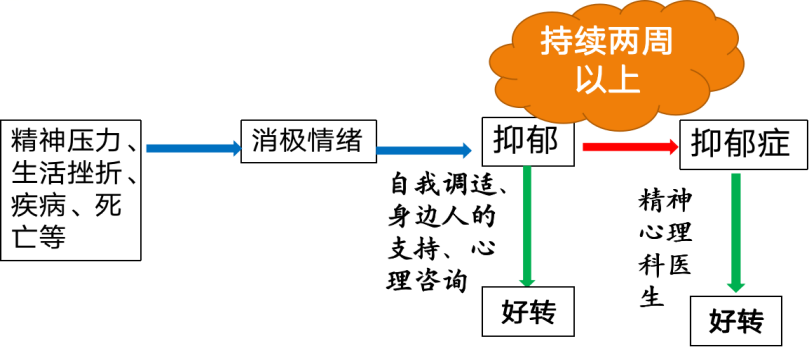 持续两周
以上
精神压力、
生活挫折、
疾病、死
亡等
消极情绪
抑郁
抑郁症
自我调适、
身边人的
支持、心
理咨询
精神
心理
科医
生
好转
好转